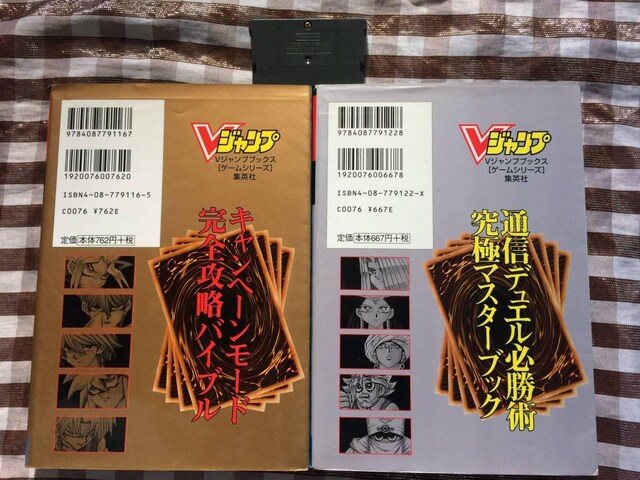 9784087791167
Vジャンプ
Vジャンプブックス
[ゲームシリーズ]
集英社
1920076007620
ISBN4-08-779116-5
C0076 ¥762E
定価 本体762円+税
キャンペーンモード
完全攻略バイブル
9784087791228
Vジャンプ
Vジャンプブックス
[ゲームシリーズ]
集英社
1920076006678
ISBN4-08-779122-X
C0076 ¥667E
定価 本体667円+税
通信デュエル必勝術
究極マスターブック